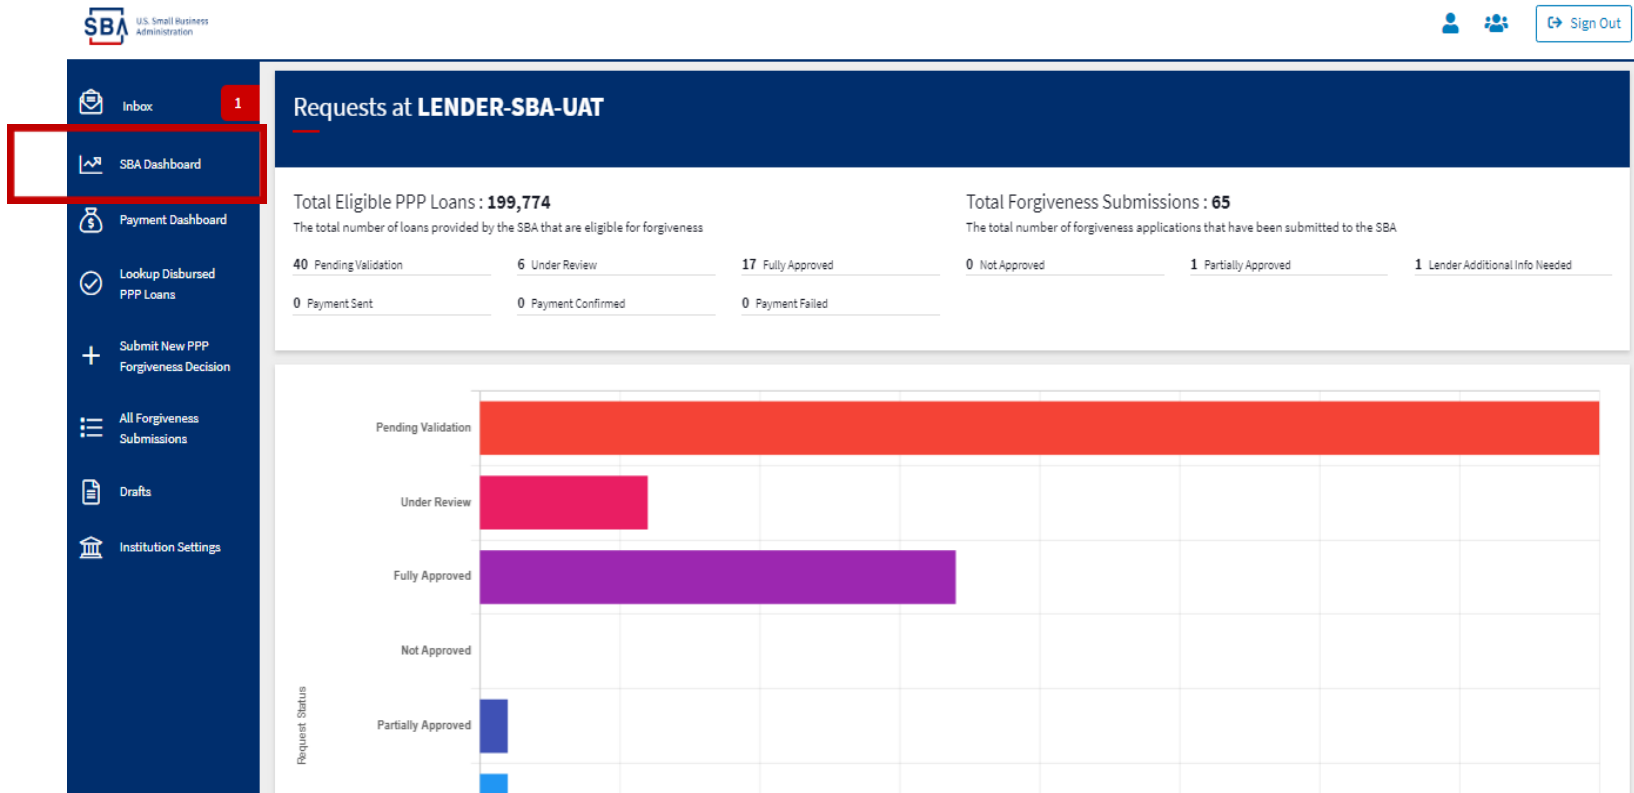 SBA U.S. Small Business
Administration
Sign Out
Inbox 1
SBA Dashboard
Payment Dashboard
Lookup Disbursed
PPP Loans
Submit New PPP
Forgiveness Decision
All Forgiveness
Submissions
Drafts
Institution Settings
Requests at LENDER-SBA-UAT
Total Eligible PPP Loans : 199,774
The total number of loans provided by the SBA that are eligible for forgiveness
40 Pending Validation
6 Under Review
17 Fully Approved
0 Payment Sent
0 Payment Confirmed
0 Payment Failed
Total Forgiveness Submissions : 65
The total number of forgiveness applications that have been submitted to the SBA
0 Not Approved
1 Partially Approved
1 Lender Additional Info Needed
Pending Validation
Under Review
Fully Approved
Not Approved
Partially Approved
Request Status